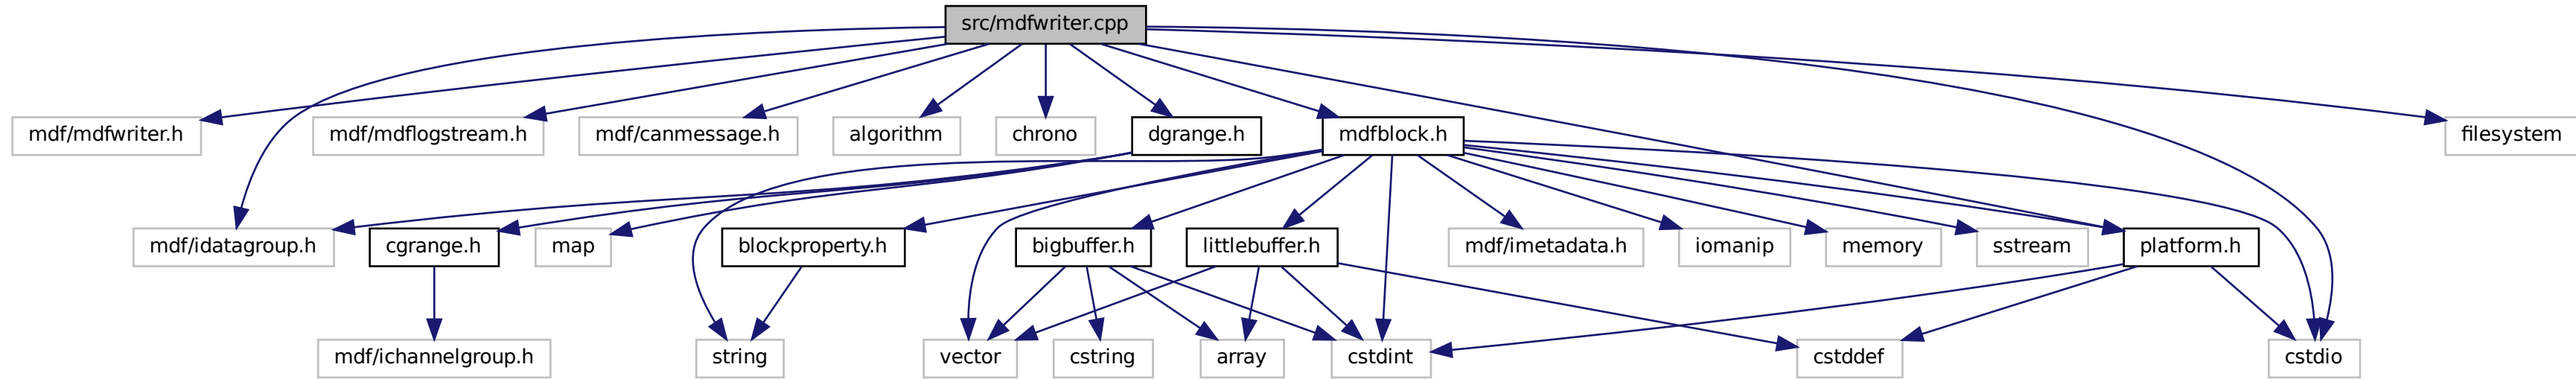 src/mdfwriter.cpp
mdf/mdfwriter.h
mdf/mdflogstream.h
mdf/canmessage.h
algorithm
chrono
dgrange.h
mdfblock.h
filesystem
mdf/idatagroup.h
cgrange.h
map
blockproperty.h
bigbuffer.h
littlebuffer.h
mdf/imetadata.h
iomanip
memory
sstream
platform.h
mdf/ichannelgroup.h
string
vector
cstring
array
cstdint
cstddef
cstdio